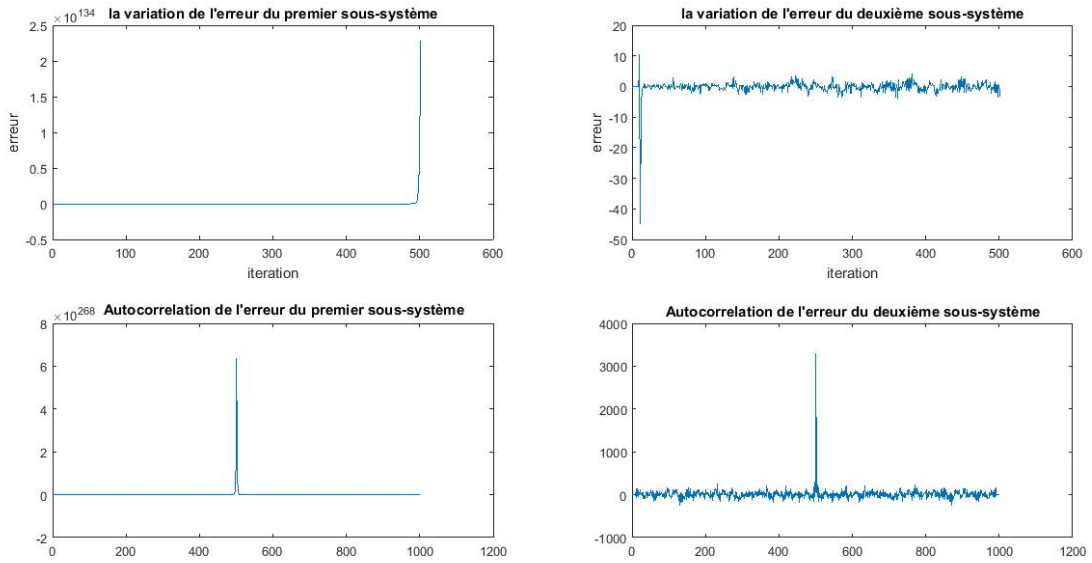 la variation de l'erreur du premier sous-système
×10^134
2.5
2
1.5
1
0.5
0
-0.5
erreur
0 100 200 300 400 500 600
iteration
la variation de l'erreur du deuxième sous-système
20
10
0
-10
-20
-30
-40
-50
erreur
0 100 200 300 400 500 600
iteration
Autocorrelation de l'erreur du premier sous-système
×10^268
8
6
4
2
0
-2
0 200 400 600 800 1000 1200
Autocorrelation de l'erreur du deuxième sous-système
4000
3000
2000
1000
0
-1000
0 200 400 600 800 1000 1200